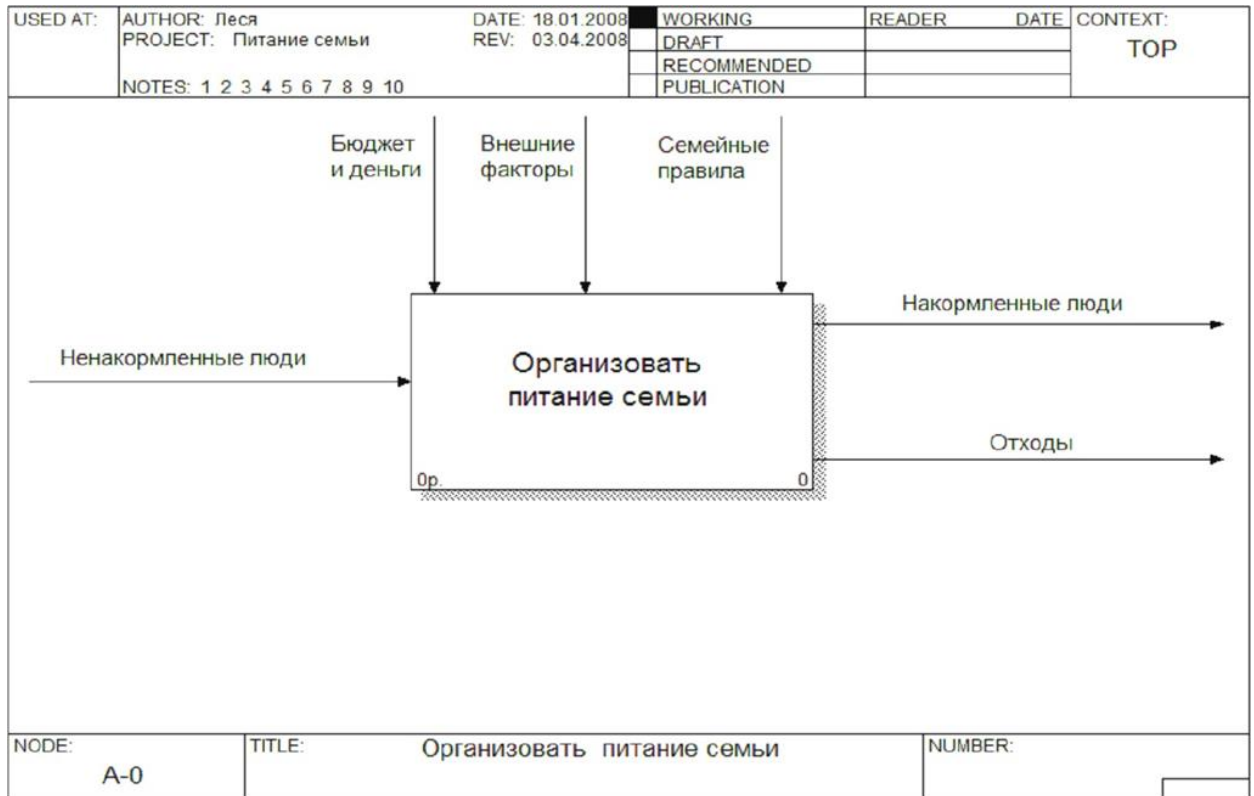 USED AT:
AUTHOR: Леся
DATE: 18.01.2008
PROJECT: Питание семьи
REV: 03.04.2008
NOTES: 1 2 3 4 5 6 7 8 9 10
WORKING
DRAFT
RECOMMENDED
PUBLICATION
READER DATE
CONTEXT:
TOP
Бюджет
и деньги
Внешние
факторы
Семейные
правила
Ненакормленные люди
Организовать
питание семьи
0р. 0
Накормленные люди
Отходы
NODE:
A-0
TITLE:
Организовать питание семьи
NUMBER: